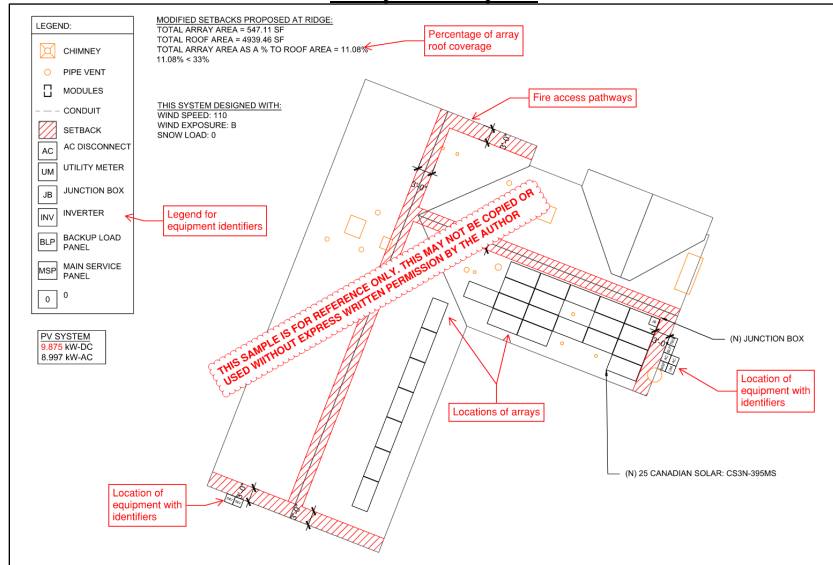 LEGEND:
CHIMNEY
PIPE VENT
MODULES
CONDUIT
SETBACK
AC AC DISCONNECT
UM UTILITY METER
JB JUNCTION BOX
INV INVERTER
BLP BACKUP LOAD
PANEL
MSP MAIN SERVICE
PANEL
0 0
PV SYSTEM
9.875 kW-DC
8.997 kW-AC
MODIFIED SETBACKS PROPOSED AT RIDGE:
TOTAL ARRAY AREA = 547.11 SF
TOTAL ROOF AREA = 4939.46 SF
TOTAL ARRAY AREA AS A % TO ROOF AREA = 11.08%
11.08% < 33%
THIS SYSTEM DESIGNED WITH:
WIND SPEED: 110
WIND EXPOSURE: B
SNOW LOAD: 0
Percentage of array
roof coverage
Fire access pathways
Legend for
equipment identifiers
THIS SAMPLE IS FOR REFERENCE ONLY. THIS MAY NOT BE COPIED OR
USED WITHOUT EXPRESS WRITTEN PERMISSION BY THE AUTHOR
3'-0"
(N) JUNCTION BOX
Location of
equipment with
identifiers
Locations of arrays
(N) 25 CANADIAN SOLAR: CS3N-395MS
Location of
equipment with
identifiers